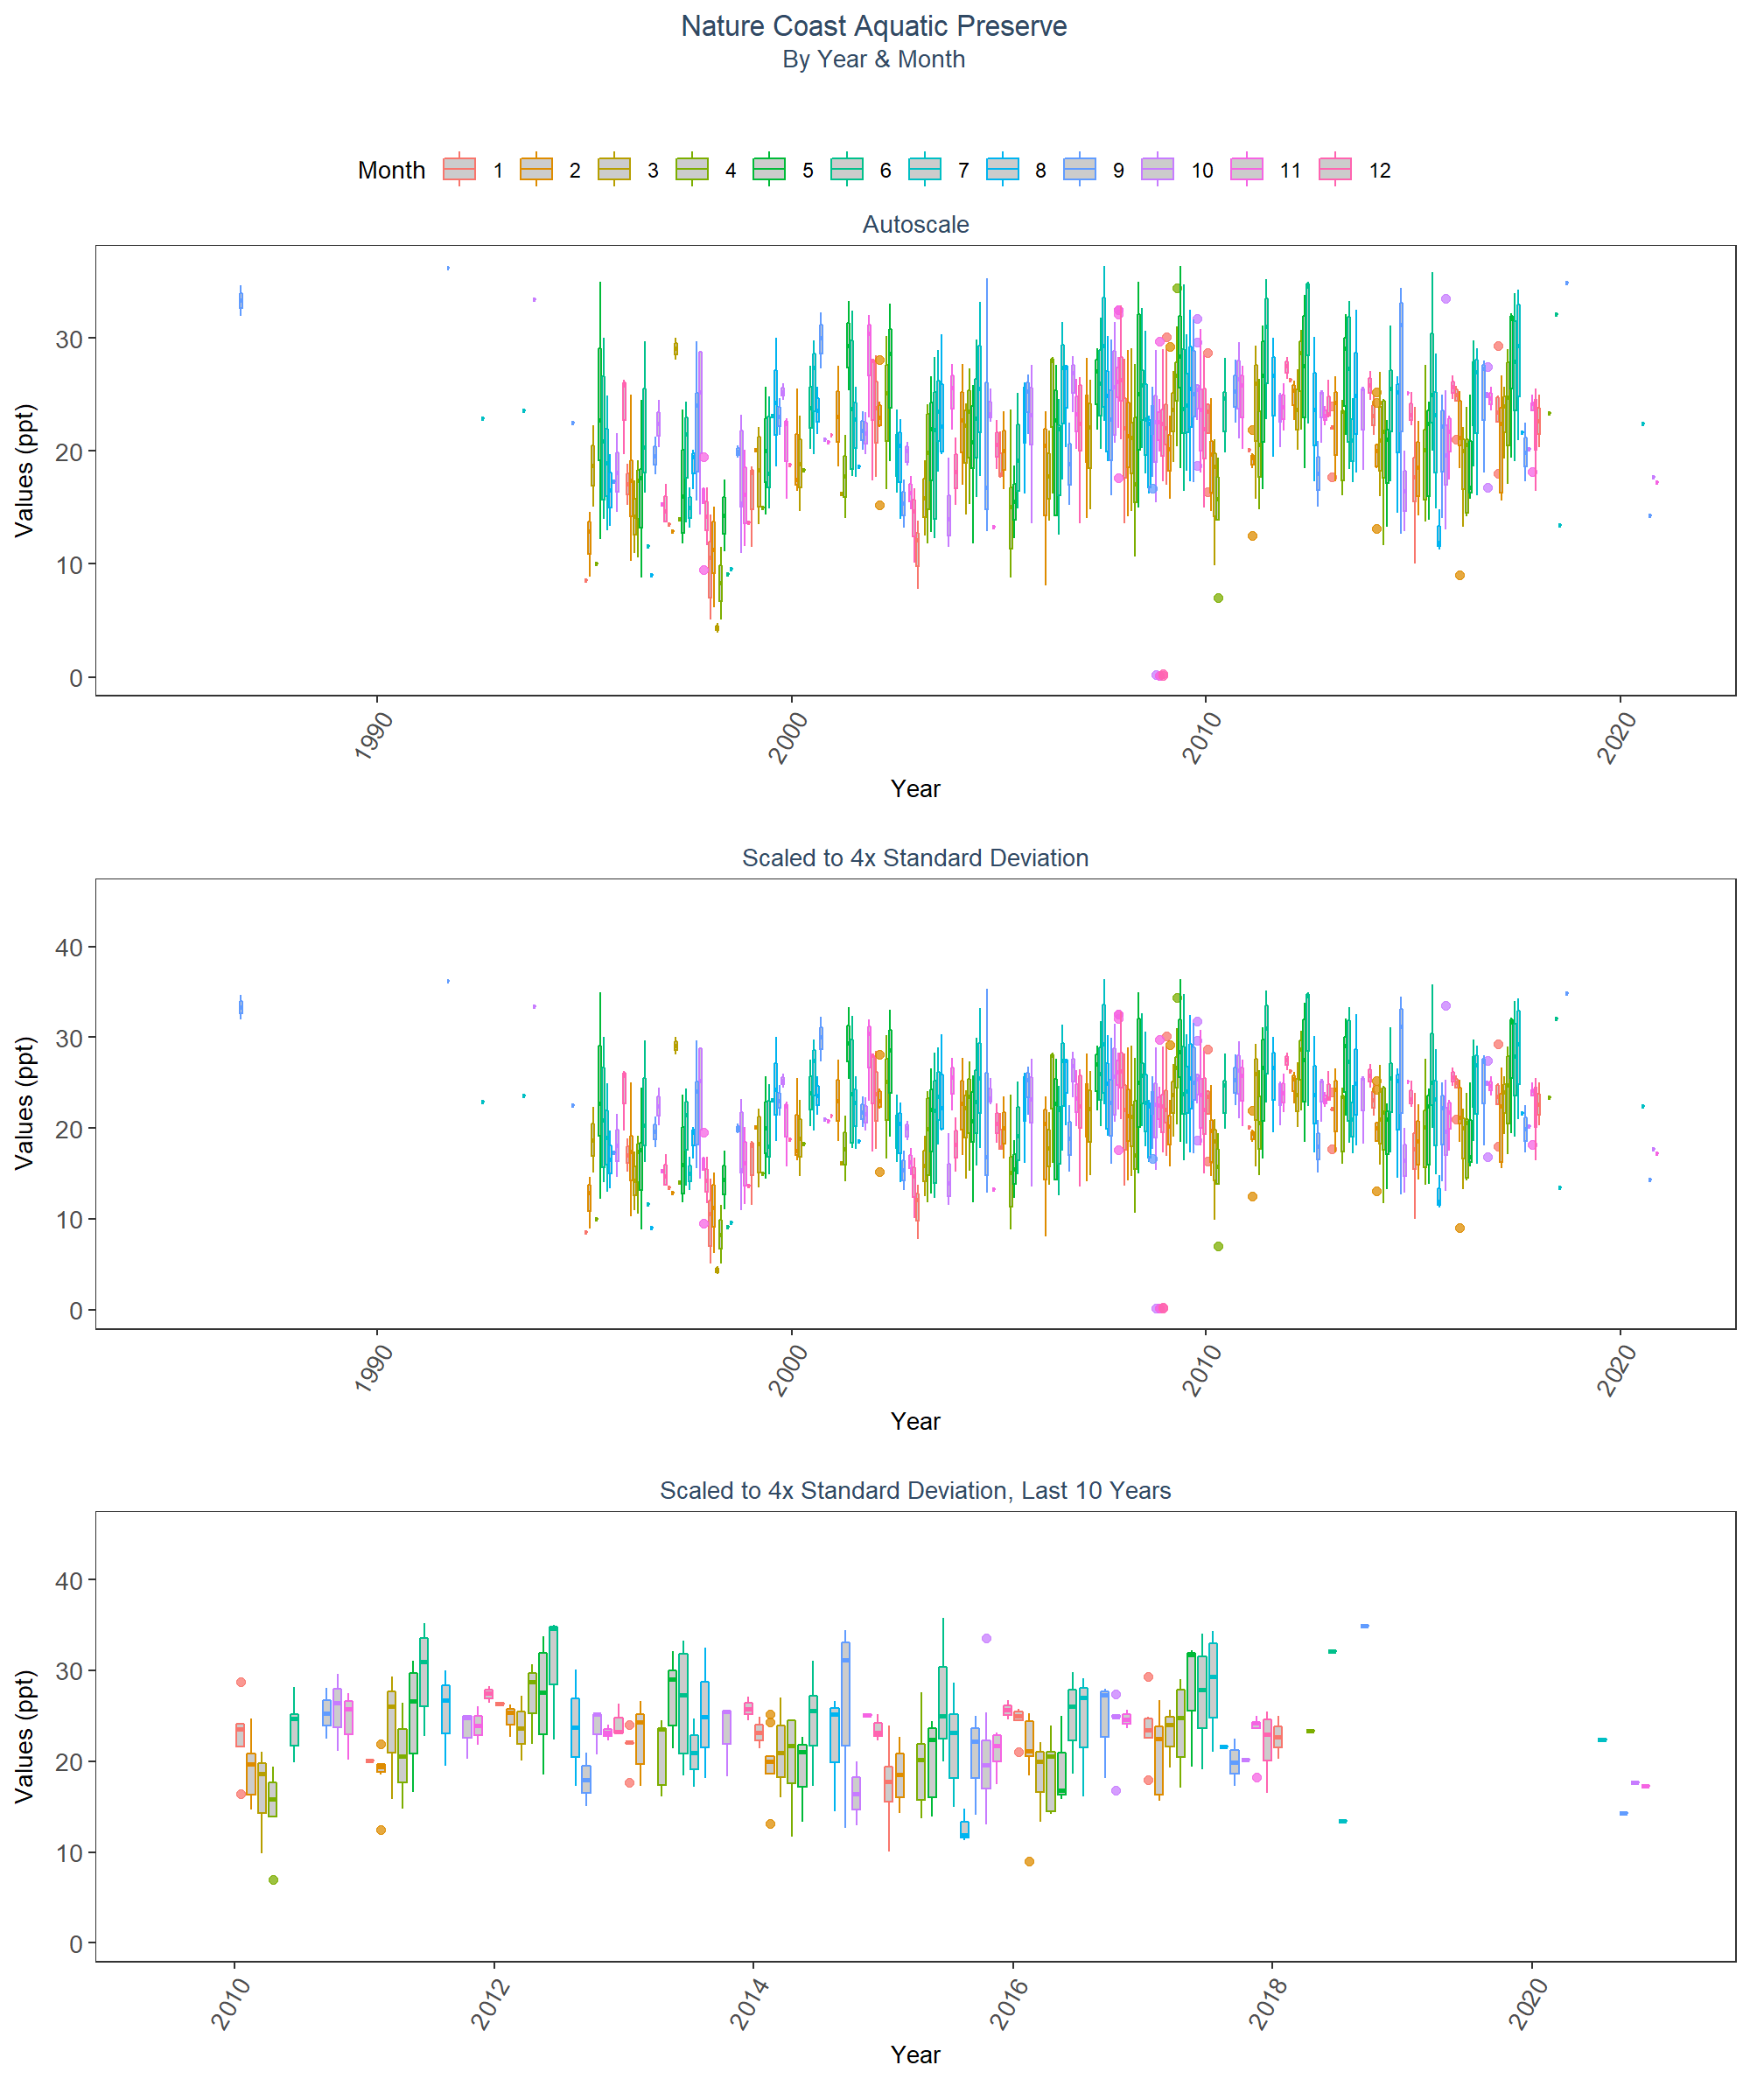 Nature Coast Aquatic Preserve
By Year & Month
Month 1 2 3 4 5 6 7 8 9 10 11 12
Autoscale
Values (ppt)
30
20
10
0
1990 2000 2010 2020
Year
Scaled to 4x Standard Deviation
Values (ppt)
40
30
20
10
0
1990 2000 2010 2020
Year
Scaled to 4x Standard Deviation, Last 10 Years
Values (ppt)
40
30
20
10
0
2010 2012 2014 2016 2018 2020
Year